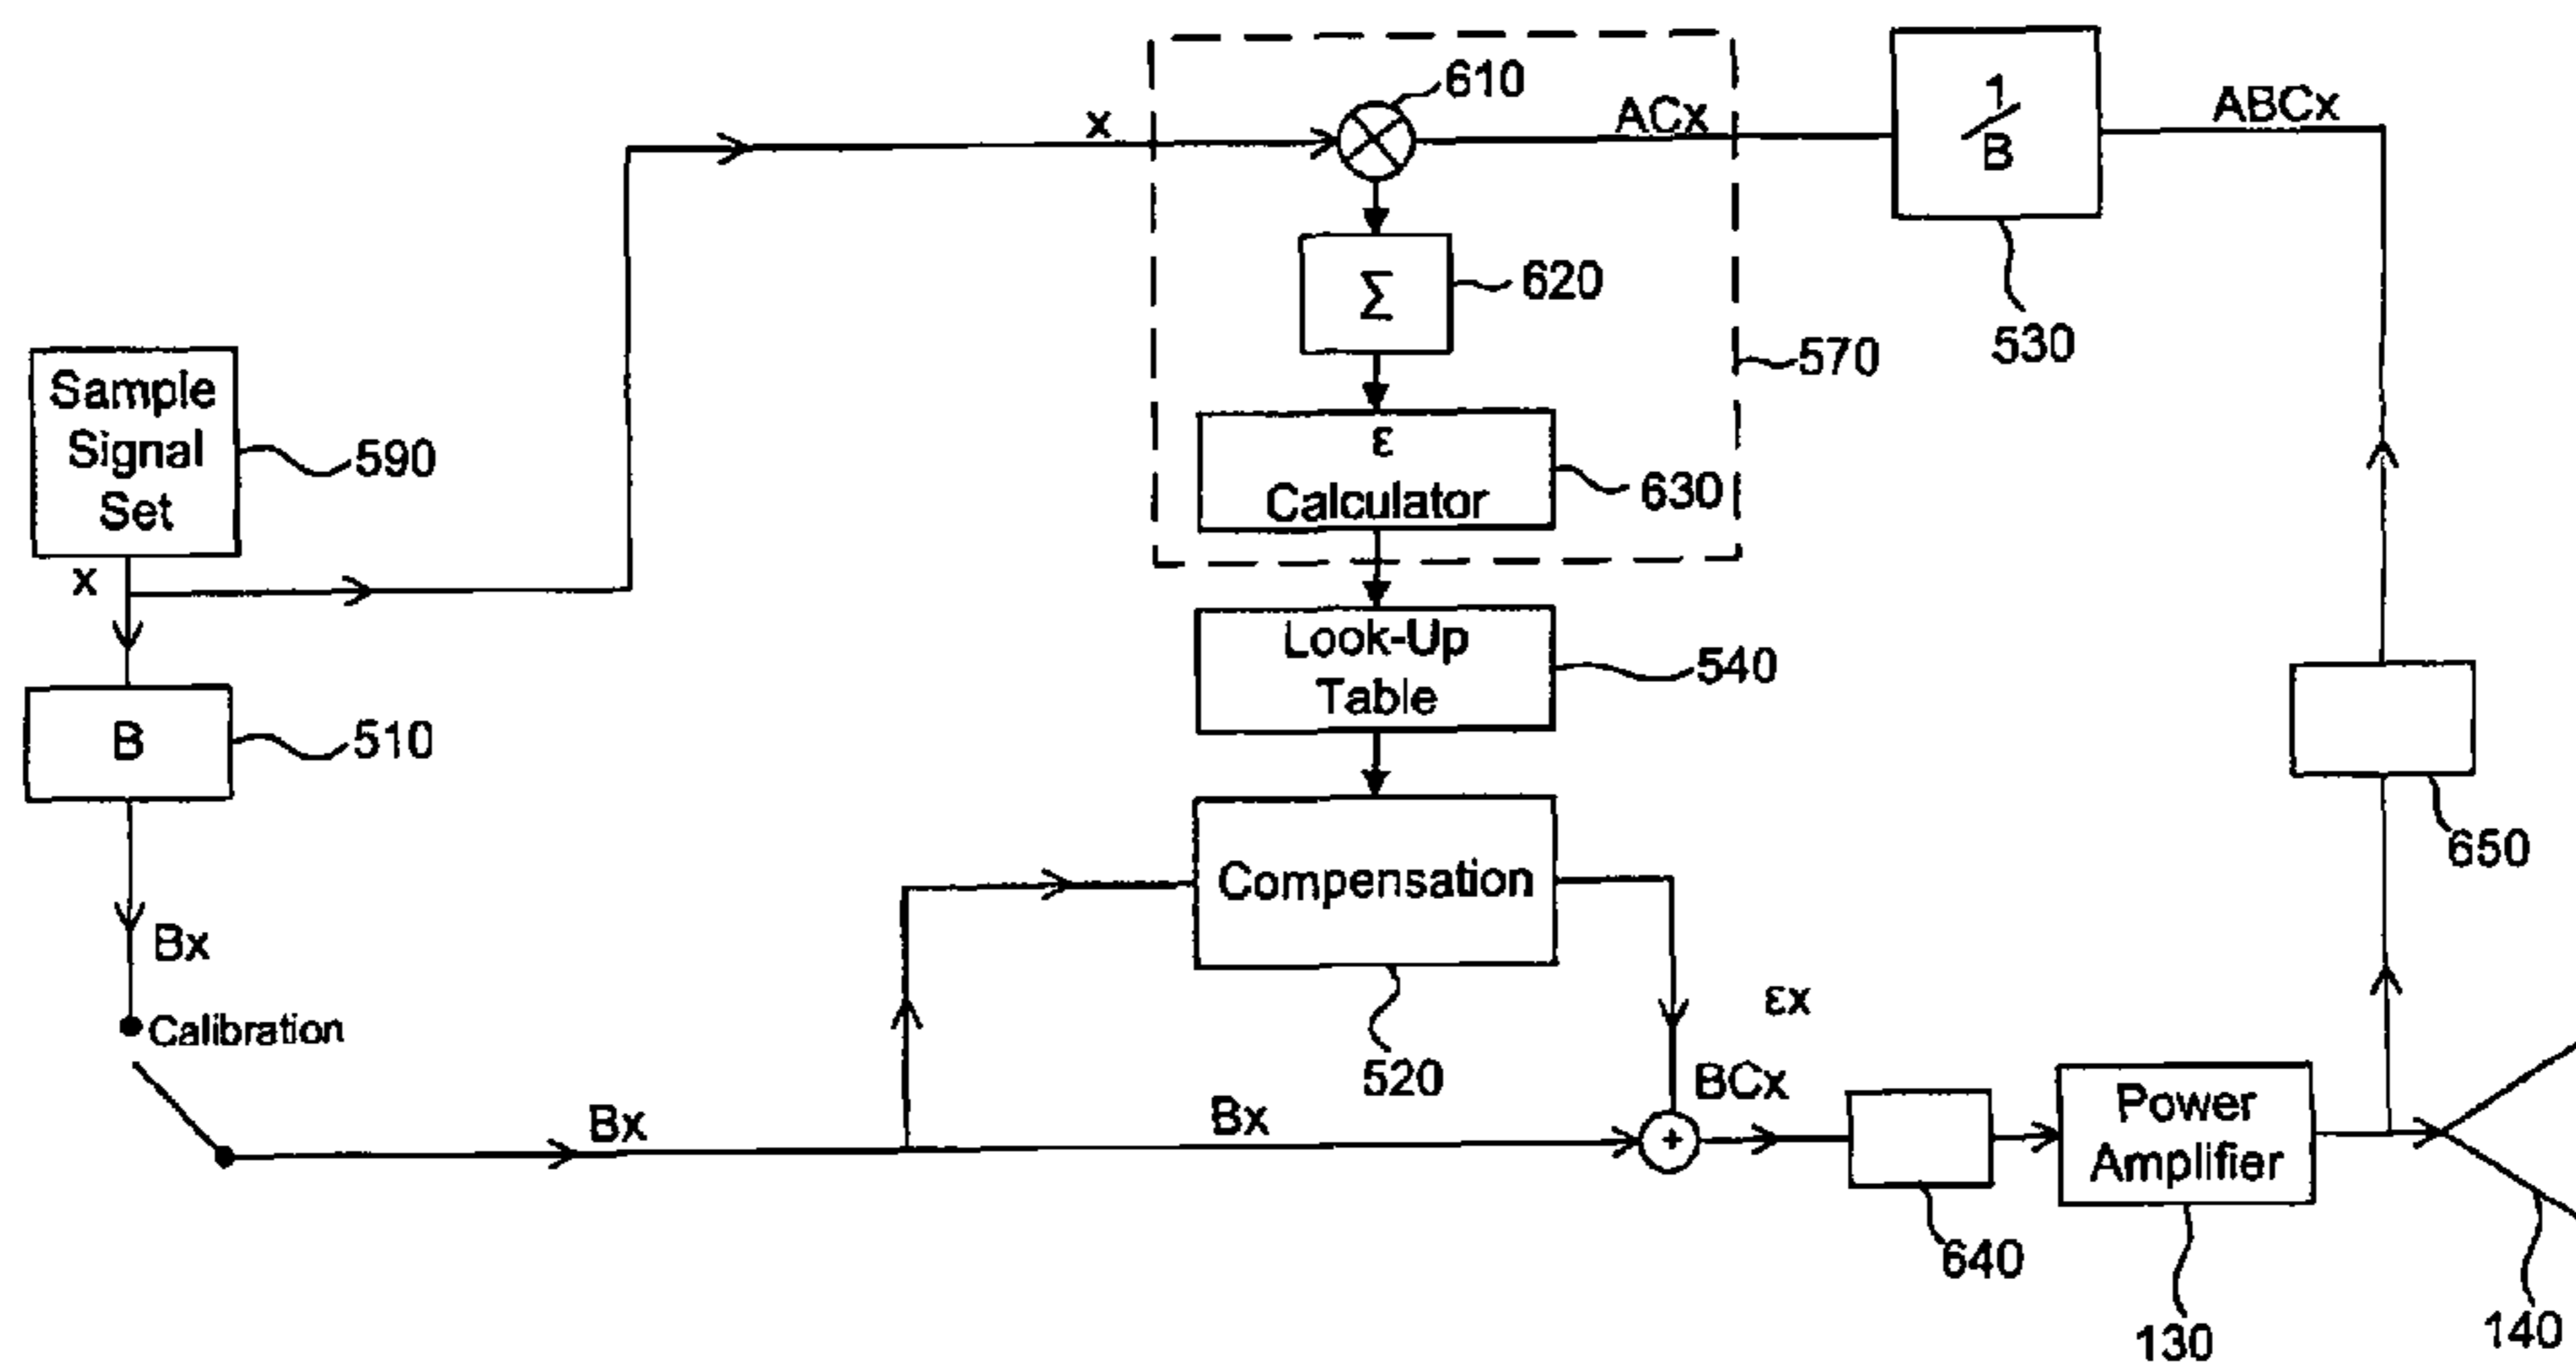 610
x
ACx
1/B
ABCx
Σ
620
530
570
Sample
Signal
Set
590
ε
Calculator
630
x
Look-Up
Table
540
B
510
650
Compensation
Bx
εx
Calibration
520
BCx
Bx
Bx
+
Power
Amplifier
640
130
140